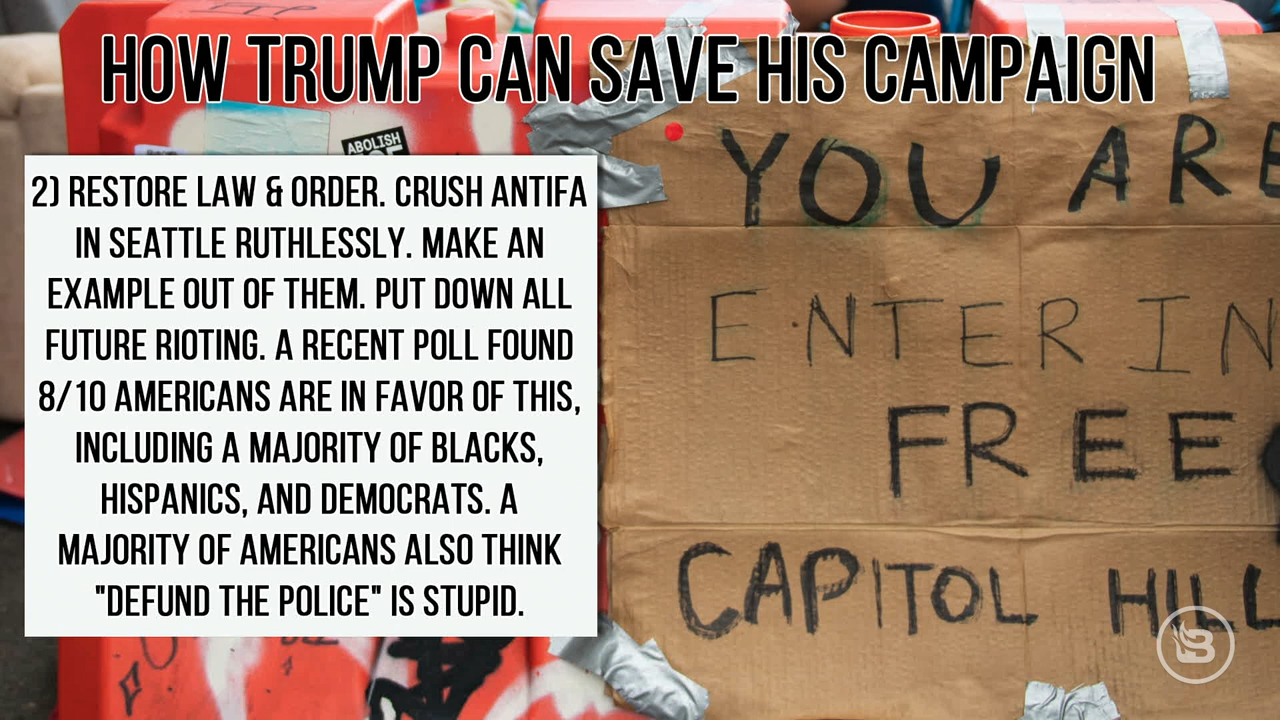 HOW TRUMP CAN SAVE HIS CAMPAIGN
ABOLISH
2) RESTORE LAW & ORDER. CRUSH ANTIFA
IN SEATTLE RUTHLESSLY. MAKE AN
EXAMPLE OUT OF THEM. PUT DOWN ALL
FUTURE RIOTING. A RECENT POLL FOUND
8/10 AMERICANS ARE IN FAVOR OF THIS,
INCLUDING A MAJORITY OF BLACKS,
HISPANICS, AND DEMOCRATS. A
MAJORITY OF AMERICANS ALSO THINK
"DEFUND THE POLICE" IS STUPID.
YOU ARE
ENTERIN
FREE
CAPITOL HILL
B